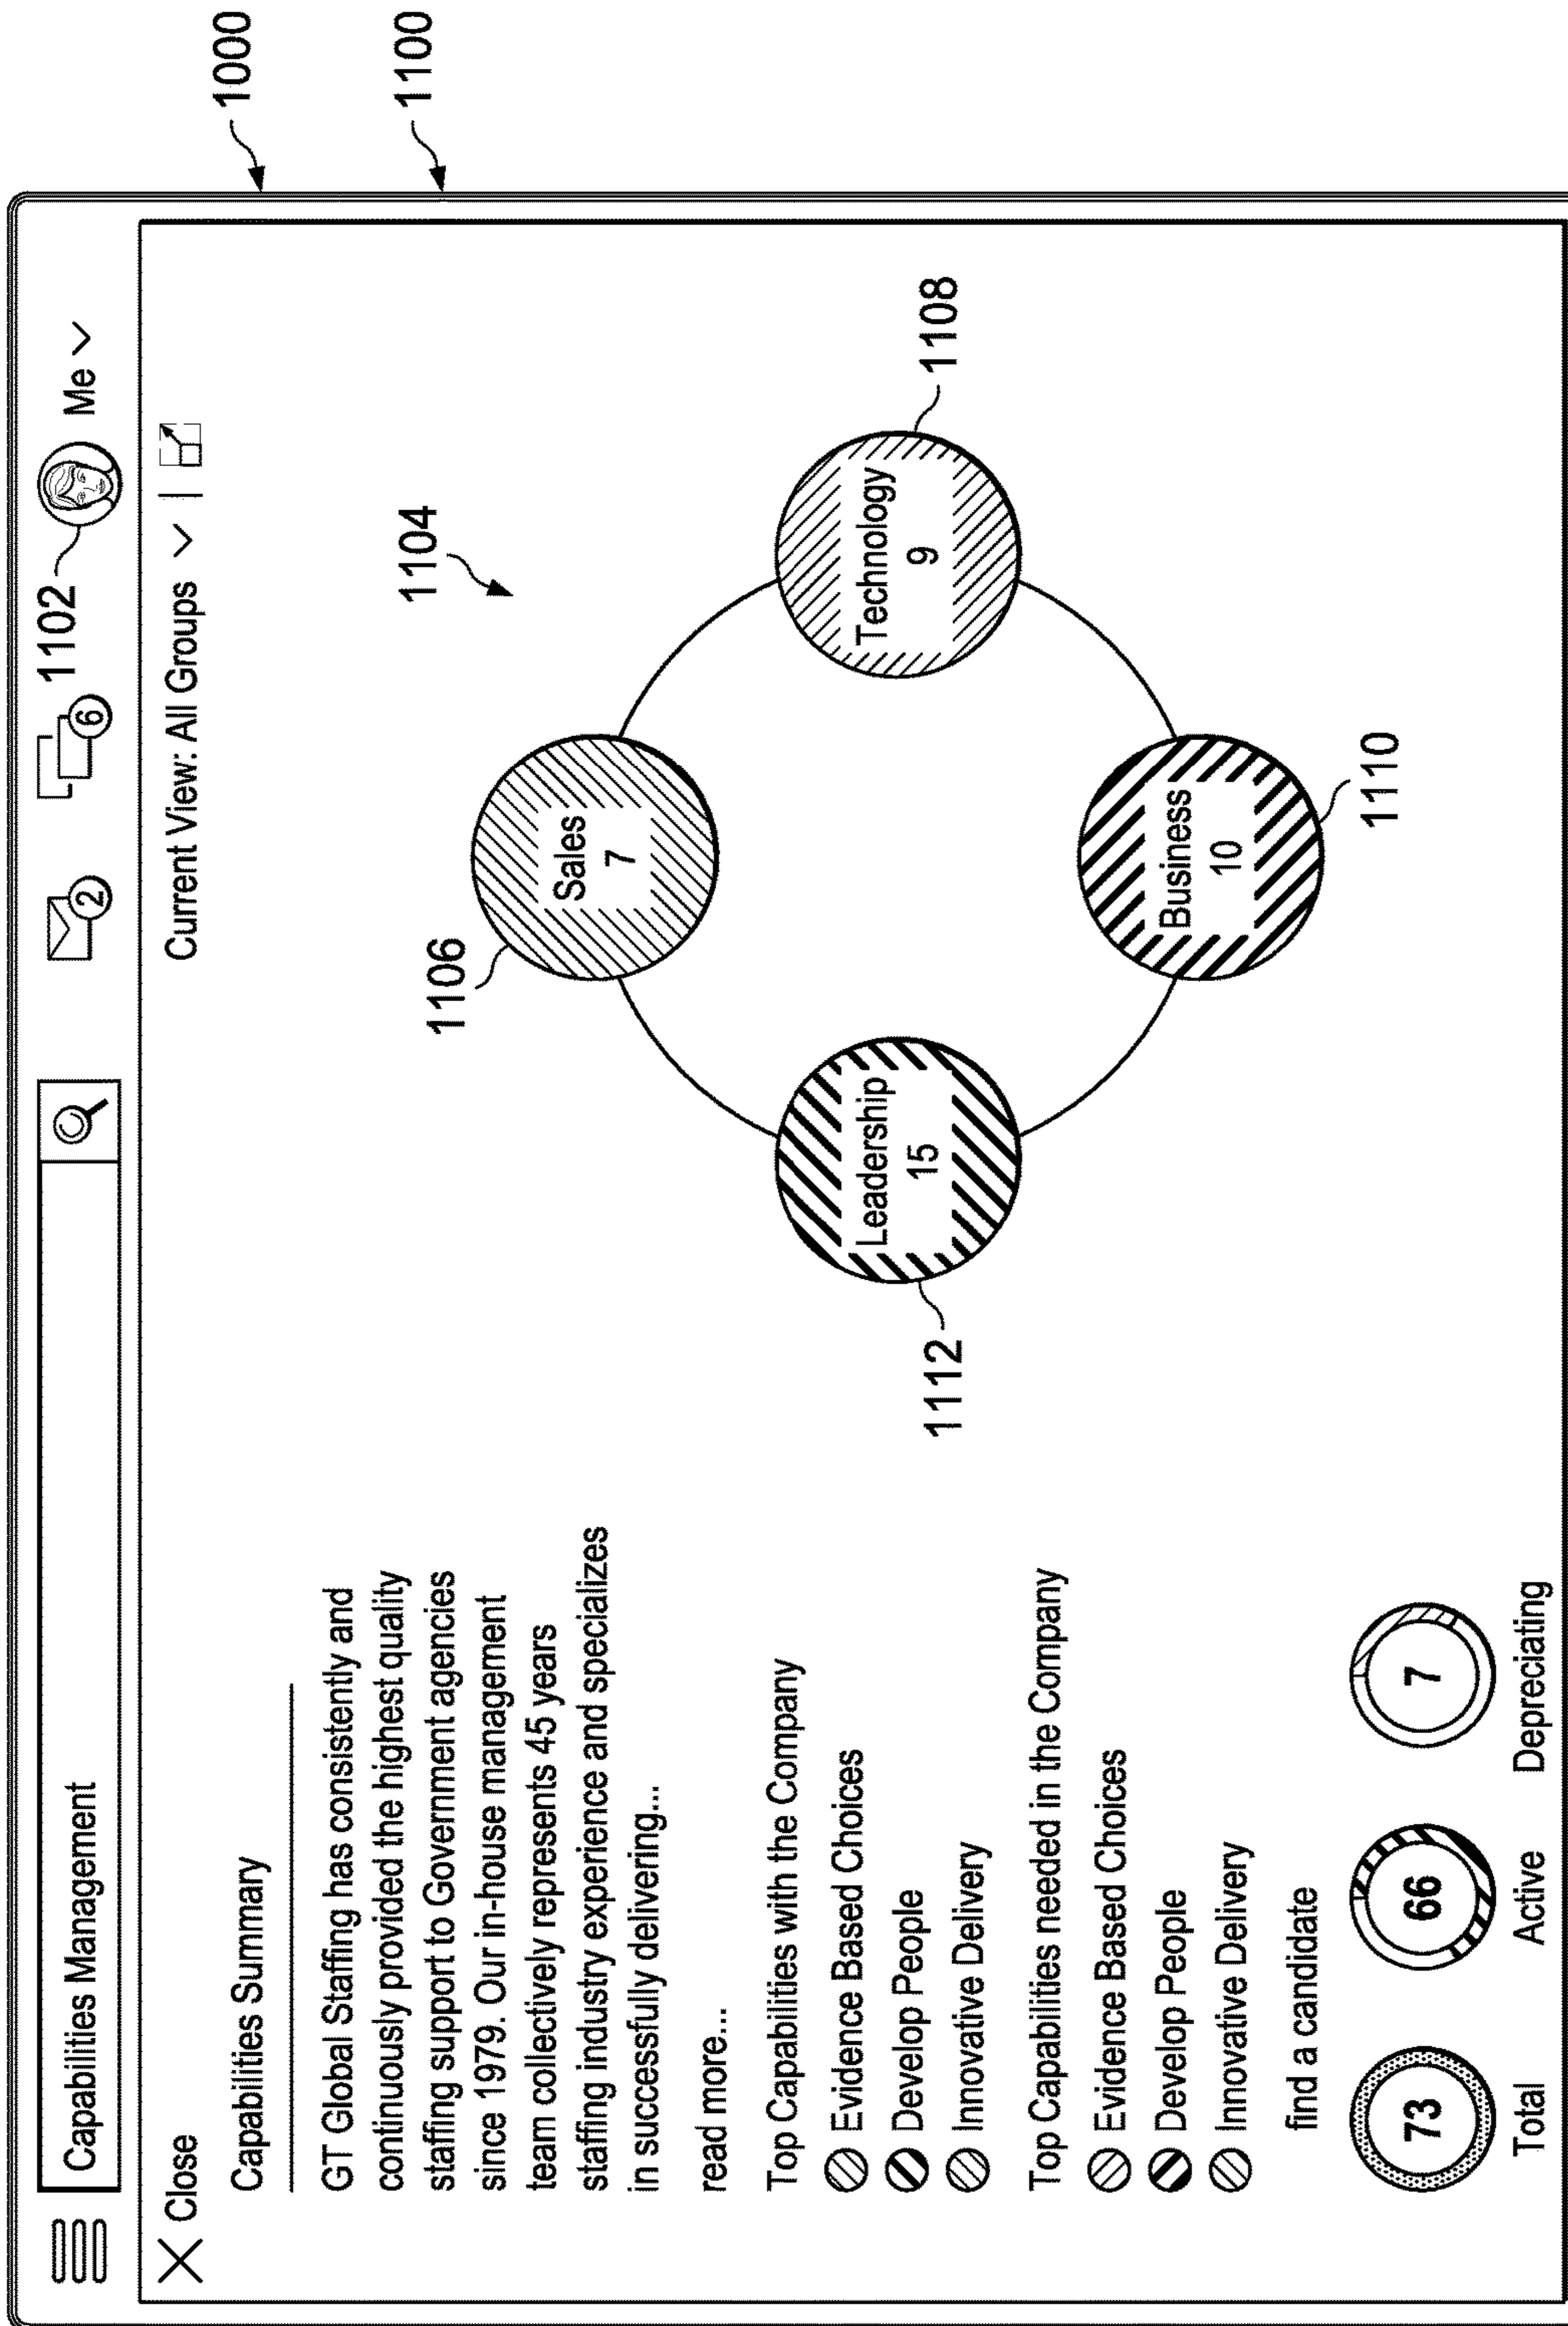 1000
1100
Capabilities Management
2
6
1102
Me
Close
Current View: All Groups
Capabilities Summary
GT Global Staffing has consistently and
continuously provided the highest quality
staffing support to Government agencies
since 1979. Our in-house management
team collectively represents 45 years
staffing industry experience and specializes
in successfully delivering...
read more...
Top Capabilities with the Company
Evidence Based Choices
Develop People
Innovative Delivery
Top Capabilities needed in the Company
Evidence Based Choices
Develop People
Innovative Delivery
find a candidate
73
Total
66
Active
7
Depreciating
1104
1106
Sales
7
1108
Technology
9
1110
Business
10
1112
Leadership
15